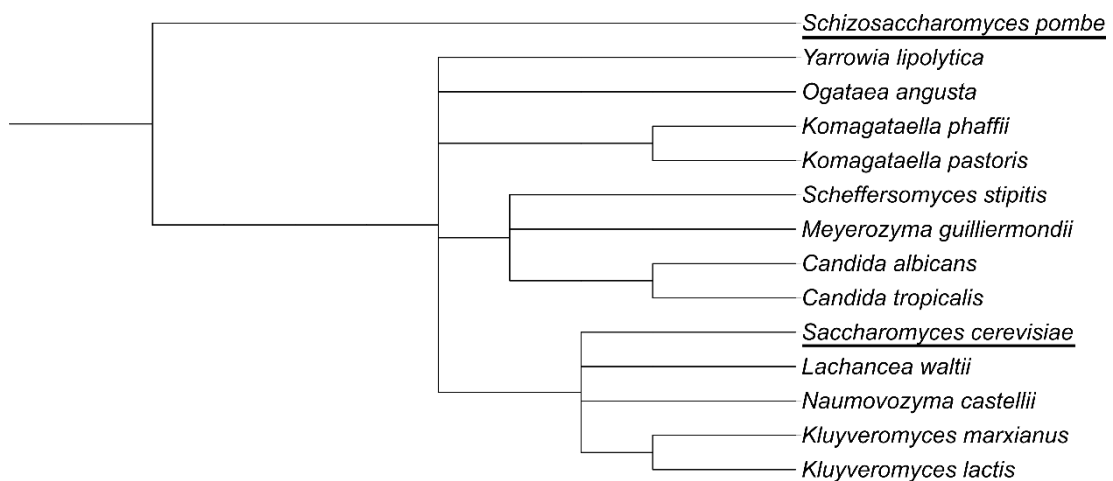 Schizosaccharomyces pombe
Yarrowia lipolytica
Ogataea angusta
Komagataella phaffii
Komagataella pastoris
Scheffersomyces stipitis
Meyerozyma guilliermondii
Candida albicans
Candida tropicalis
Saccharomyces cerevisiae
Lachancea waltii
Naumovozyma castellii
Kluyveromyces marxianus
Kluyveromyces lactis